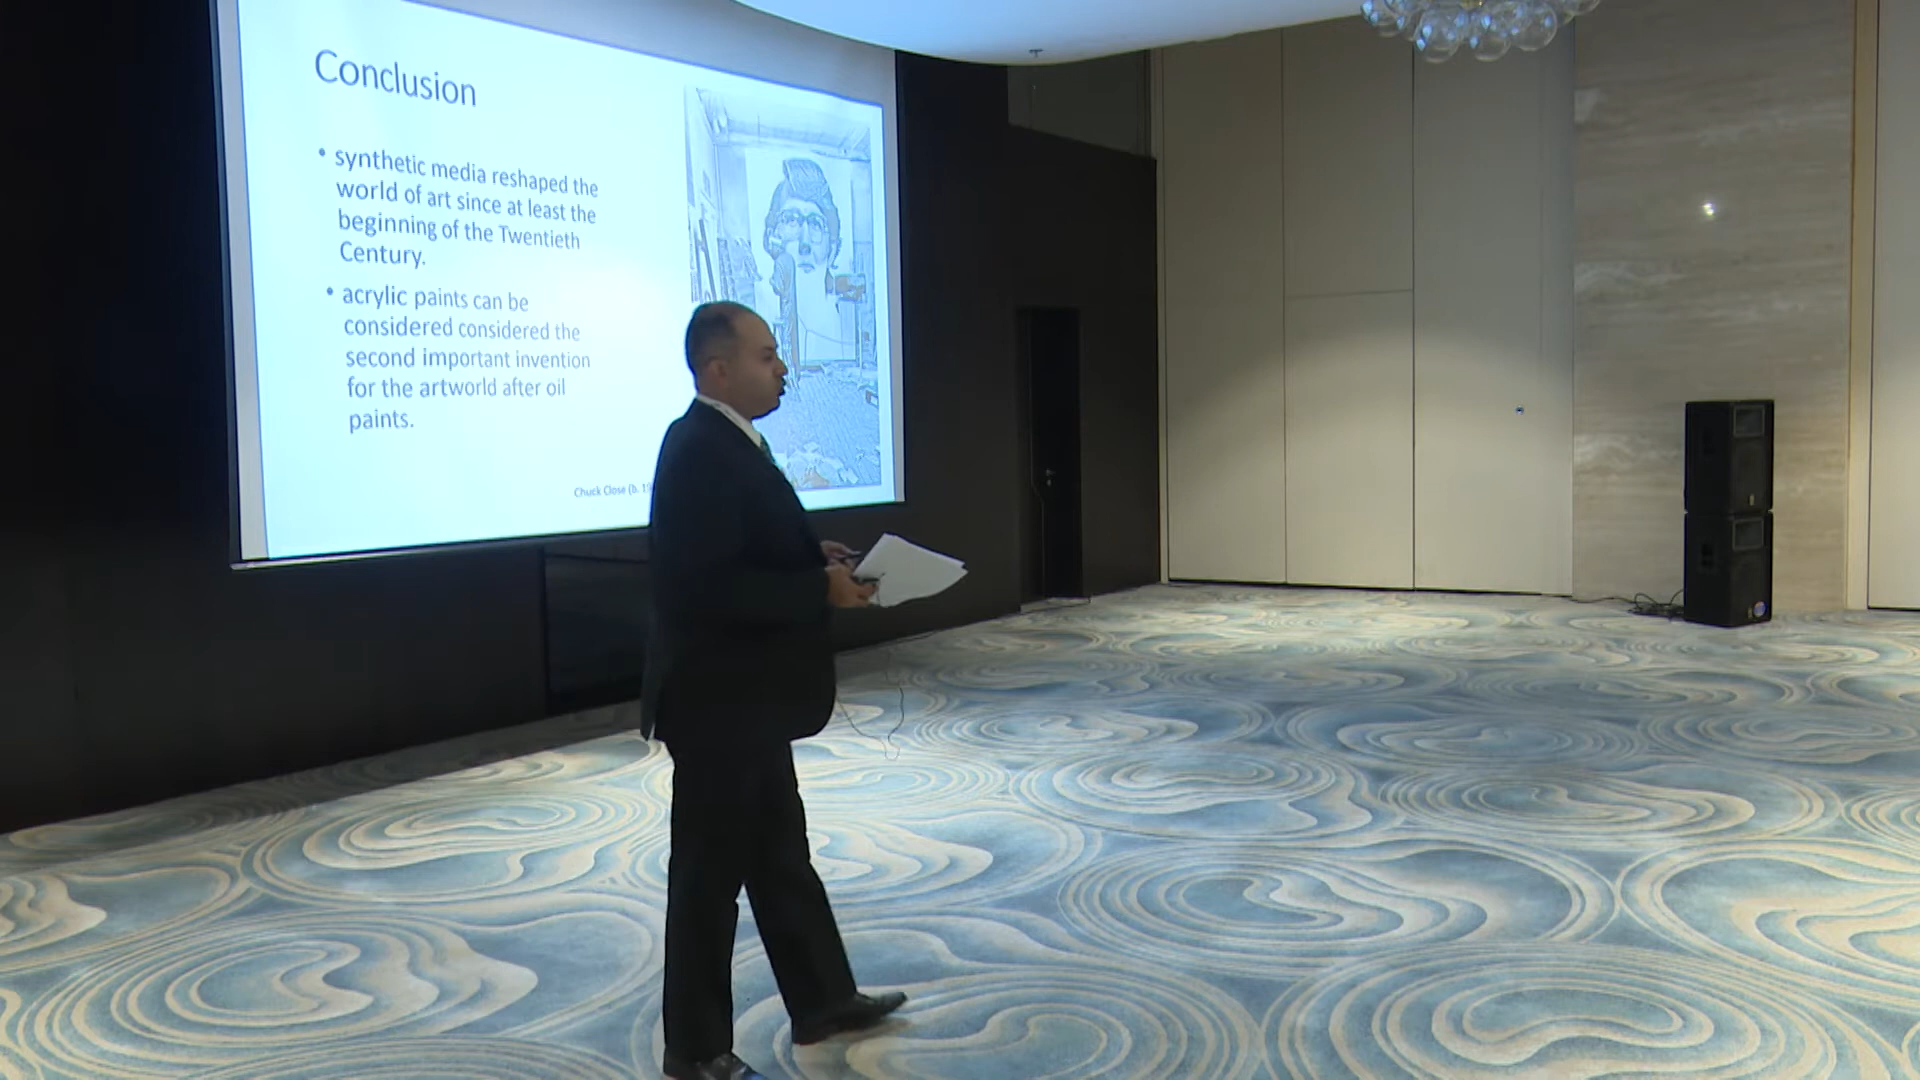 Conclusion
• synthetic media reshaped the
world of art since at least the
beginning of the Twentieth
Century.
• acrylic paints can be
considered considered the
second important invention
for the artworld after oil
paints.
Chuck Close (b.